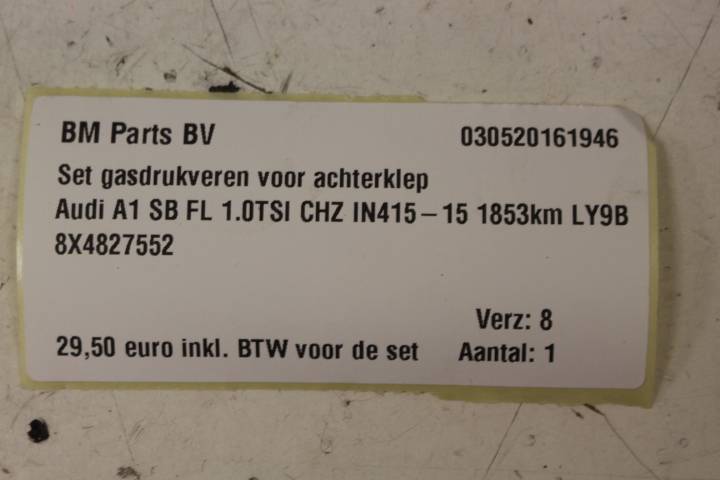 BM Parts BV 030520161946
Set gasdrukveren voor achterklep
Audi A1 SB FL 1.0TSI CHZ IN415-15 1853km LY9B
8X4827552
Verz: 8
29,50 euro inkl. BTW voor de set Aantal: 1